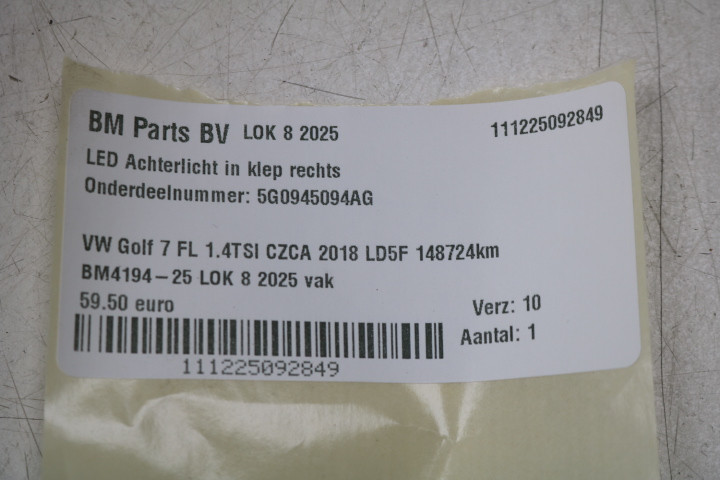 BM Parts BV LOK 8 2025 111225092849
LED Achterlicht in klep rechts
Onderdeelnummer: 5G0945094AG
VW Golf 7 FL 1.4TSI CZCA 2018 LD5F 148724km
BM4194-25 LOK 8 2025 vak
59.50 euro Verz: 10
Aantal: 1
111225092849